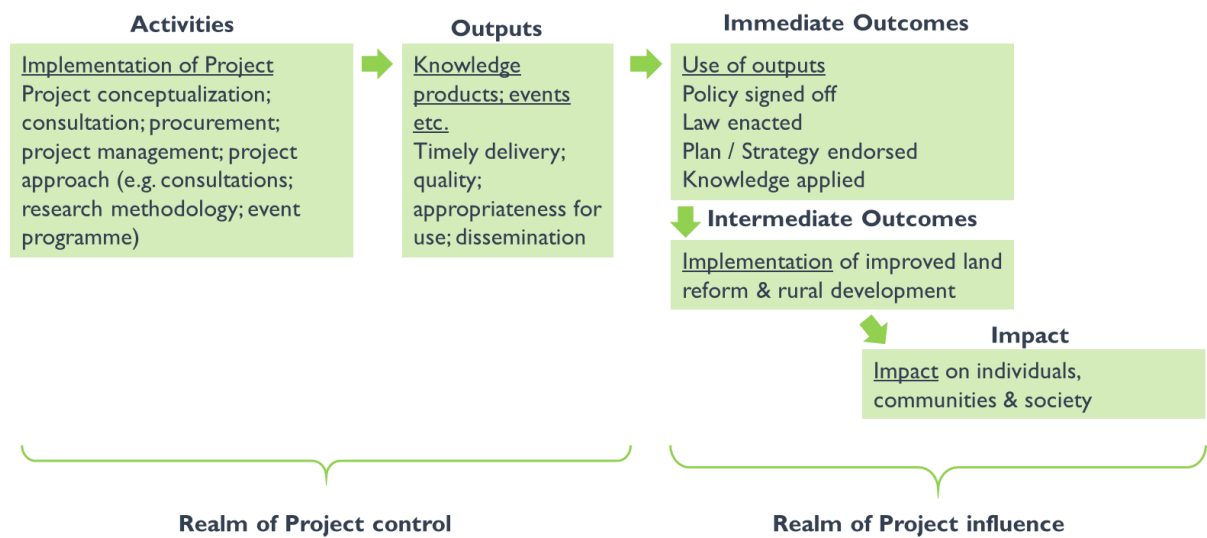 Activities
Implementation of Project
Project conceptualization;
consultation; procurement;
project management; project
approach (e.g. consultations;
research methodology; event
programme)
Outputs
Knowledge
products; events
etc.
Timely delivery;
quality;
appropriateness for
use; dissemination
Immediate Outcomes
Use of outputs
Policy signed off
Law enacted
Plan / Strategy endorsed
Knowledge applied
Intermediate Outcomes
Implementation of improved land
reform & rural development
Impact
Impact on individuals,
communities & society
Realm of Project control
Realm of Project influence